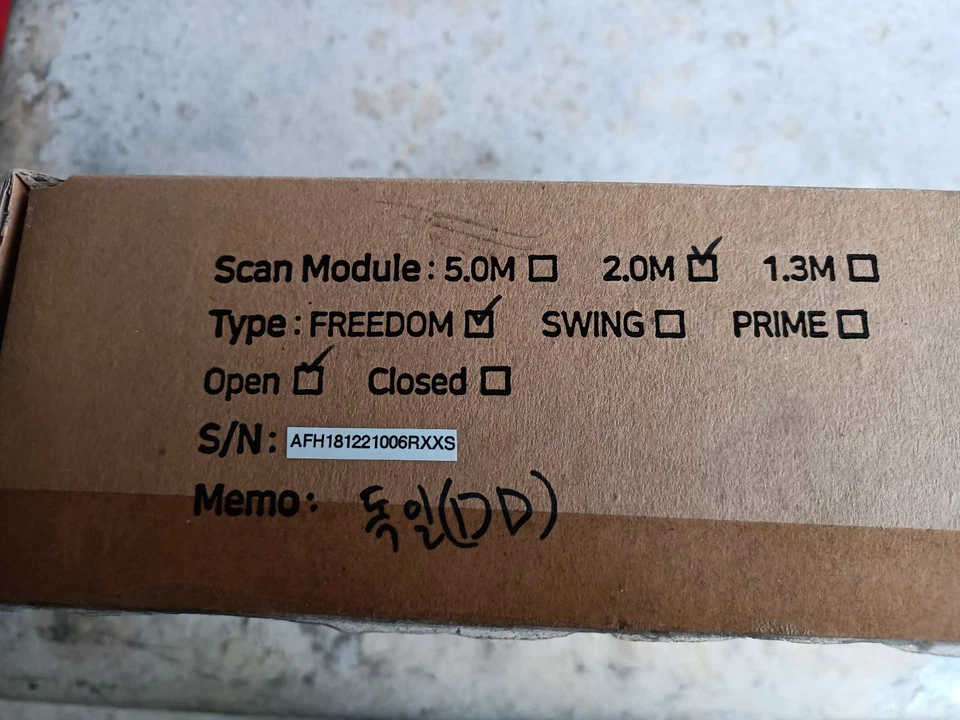 Scan Module : 5.0M ☐ 2.0M ☑ 1.3M ☐
Type : FREEDOM ☑ SWING ☐ PRIME ☐
Open ☑ Closed ☐
S/N : AFH181221006RXXS
Memo : 독일(DD)